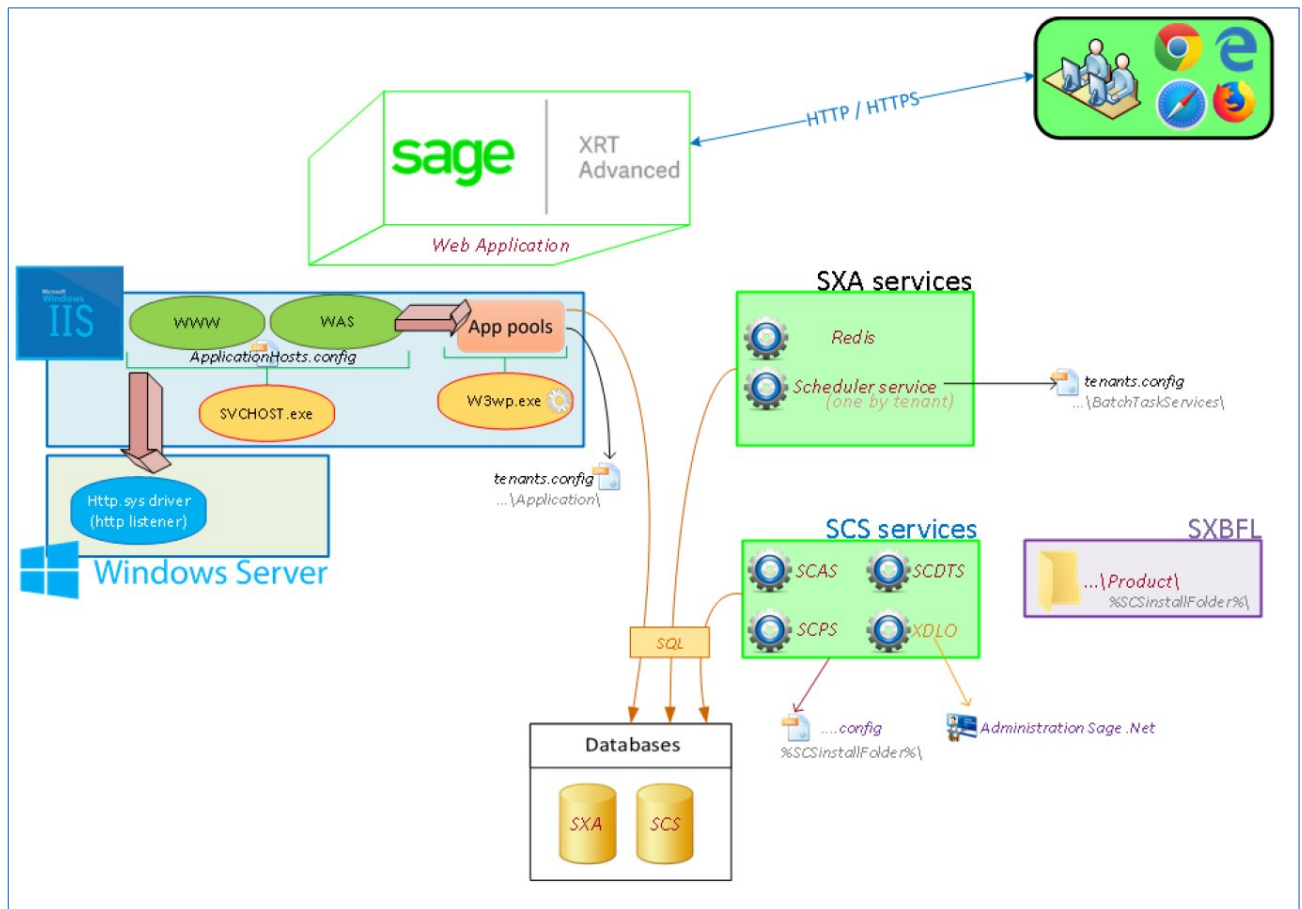 HTTP / HTTPS
sage
XRT
Advanced
Web Application
Microsoft
Windows
IIS
WWW
WAS
App pools
ApplicationHosts.config
SVCHOST.exe
W3wp.exe
Http.sys driver
(http listener)
Windows Server
tenants.config
...\Application\
SXA services
Redis
Scheduler service
(one by tenant)
tenants.config
...\BatchTaskServices\
SCS services
SCAS
SCDTS
SCPS
XDLO
SXBFL
...\Product\
%SCSinstallFolder%\
SQL
....config
%SCSinstallFolder%\
Administration Sage .Net
Databases
SXA
SCS